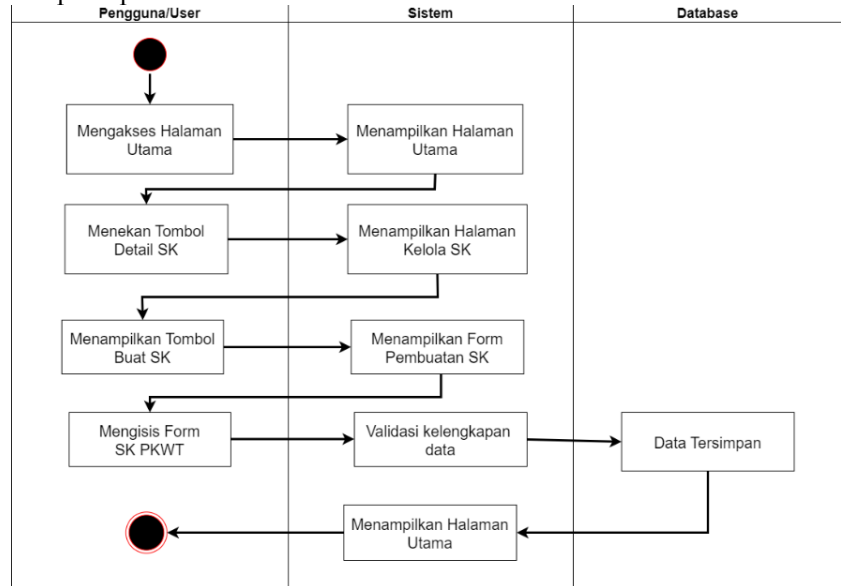 Pengguna/User
Sistem
Database
Mengakses Halaman
Utama
Menampilkan Halaman
Utama
Menekan Tombol
Detail SK
Menampilkan Halaman
Kelola SK
Menampilkan Tombol
Buat SK
Menampilkan Form
Pembuatan SK
Mengisis Form
SK PKWT
Validasi kelengkapan
data
Data Tersimpan
Menampilkan Halaman
Utama